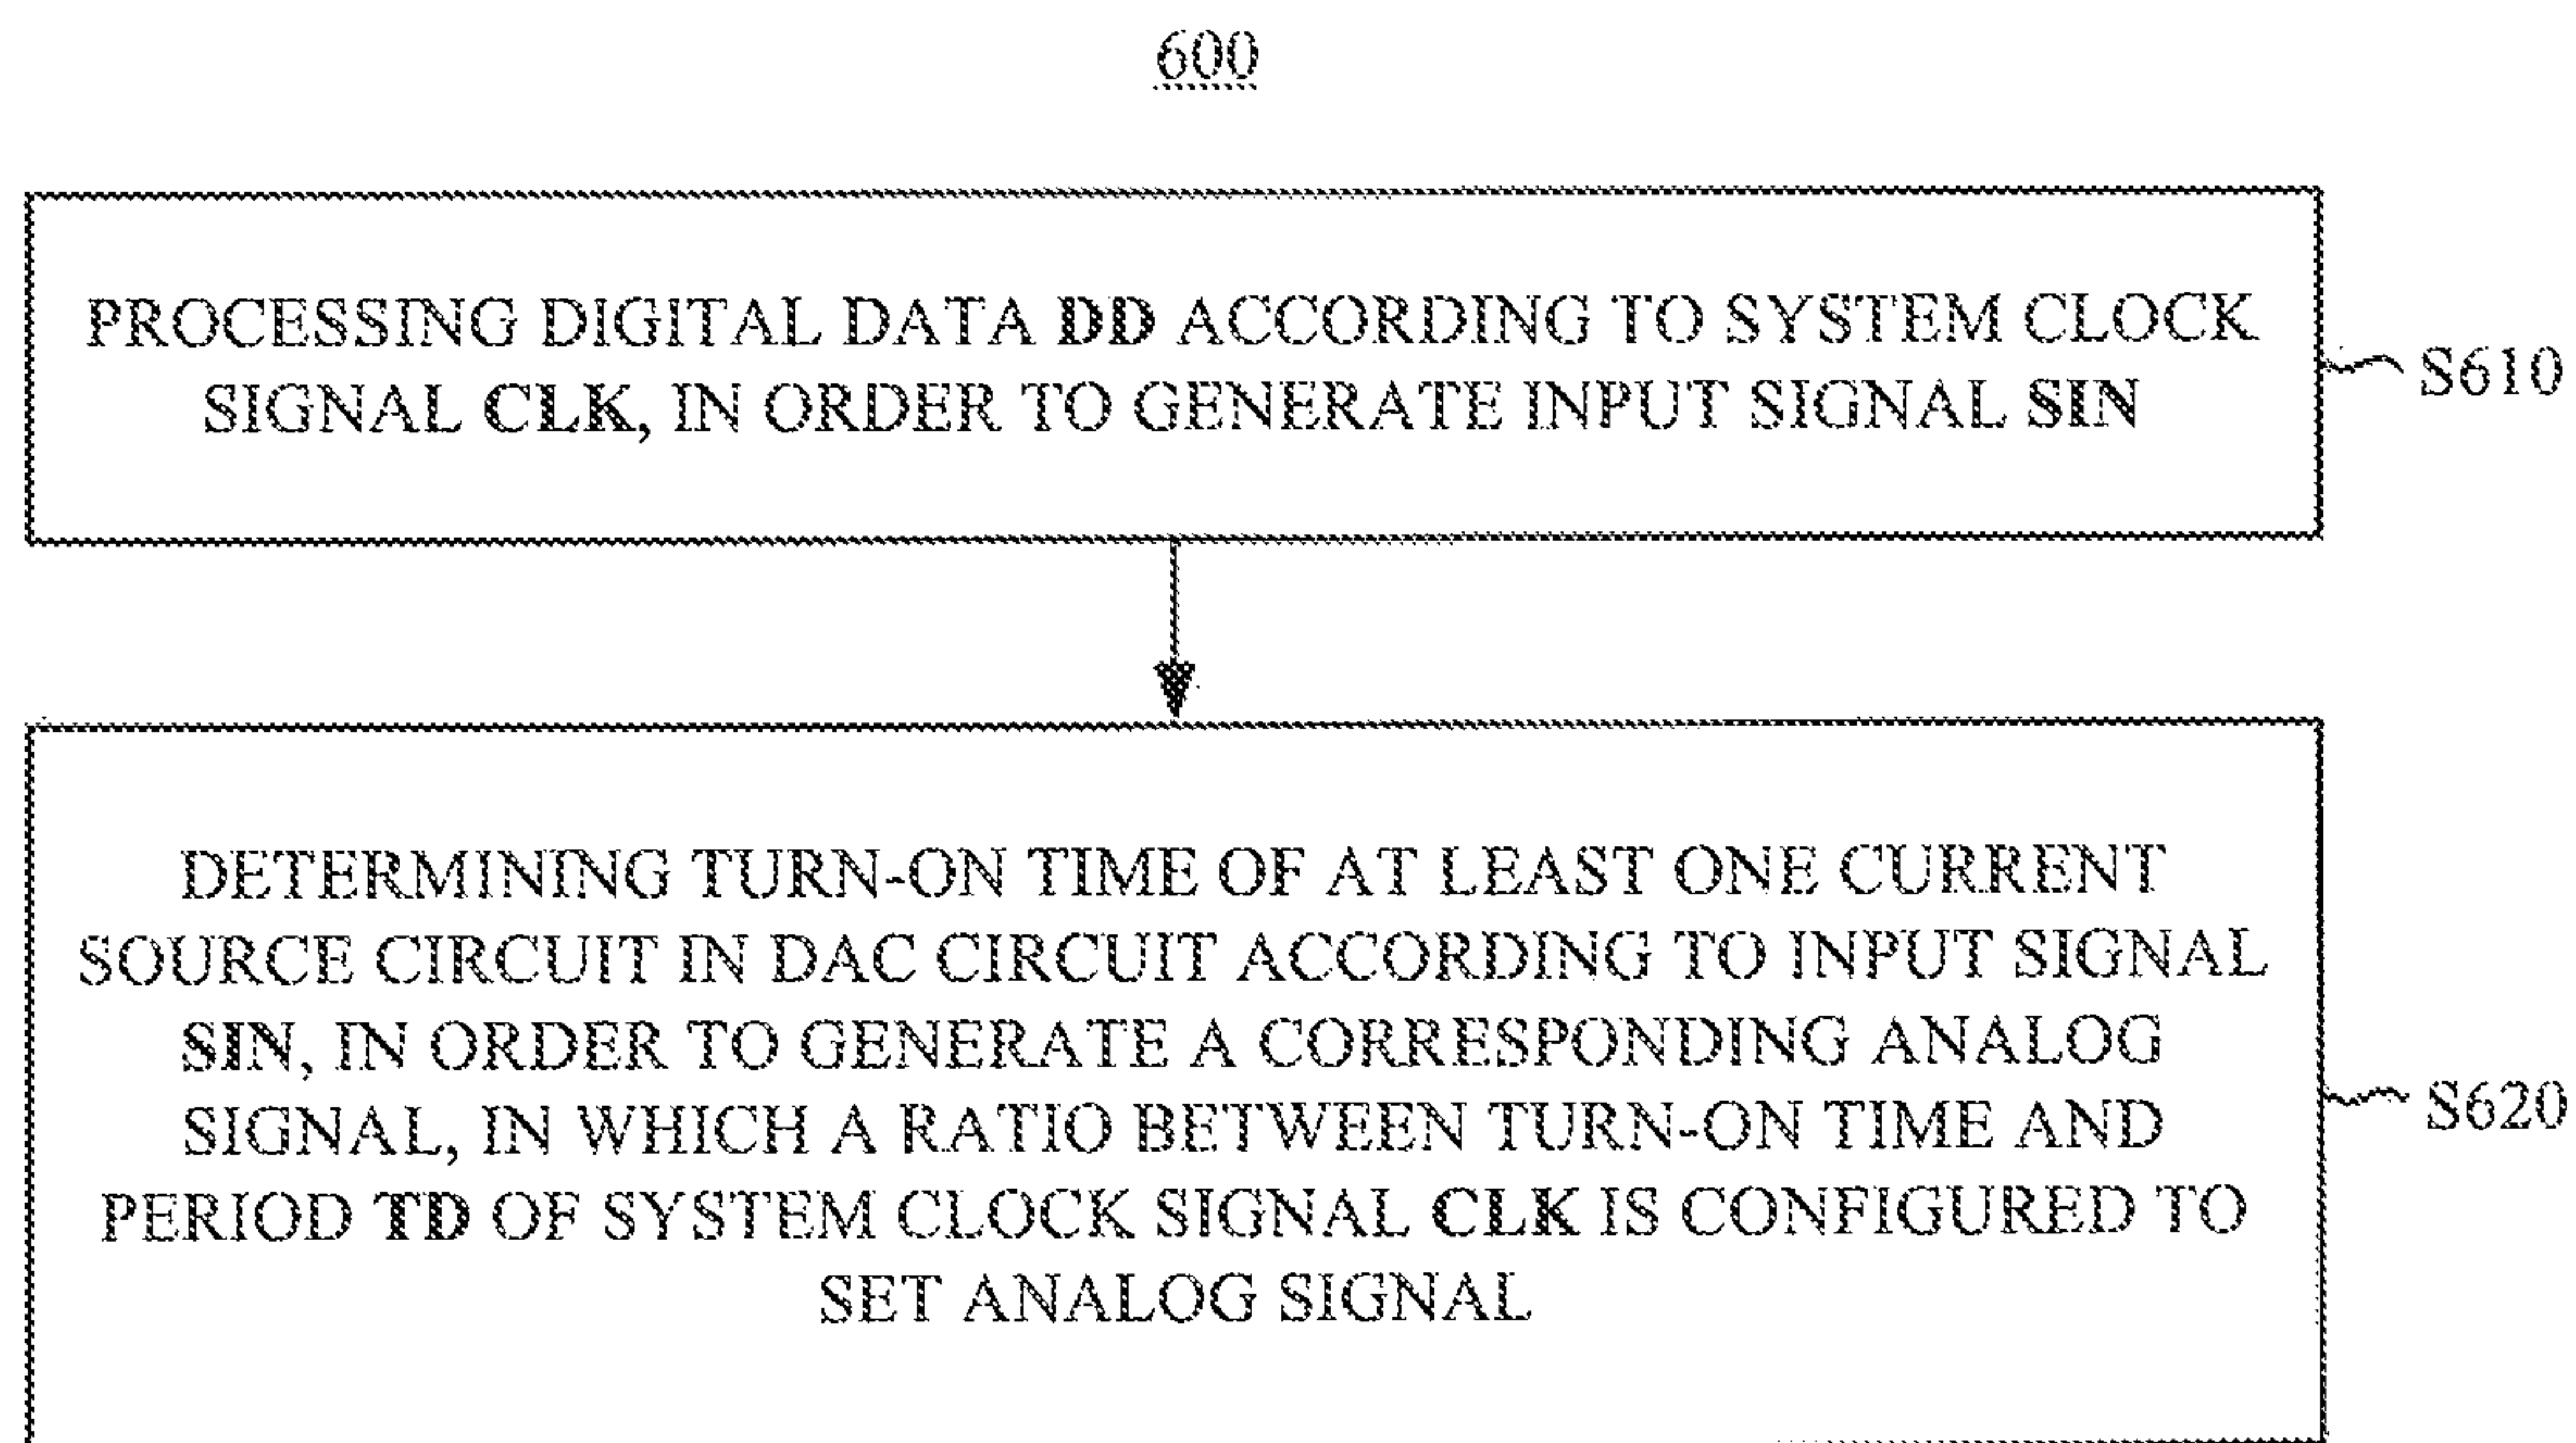 600
PROCESSING DIGITAL DATA DD ACCORDING TO SYSTEM CLOCK
SIGNAL CLK, IN ORDER TO GENERATE INPUT SIGNAL SIN
S610
DETERMINING TURN-ON TIME OF AT LEAST ONE CURRENT
SOURCE CIRCUIT IN DAC CIRCUIT ACCORDING TO INPUT SIGNAL
SIN, IN ORDER TO GENERATE A CORRESPONDING ANALOG
SIGNAL, IN WHICH A RATIO BETWEEN TURN-ON TIME AND
PERIOD TD OF SYSTEM CLOCK SIGNAL CLK IS CONFIGURED TO
SET ANALOG SIGNAL
S620